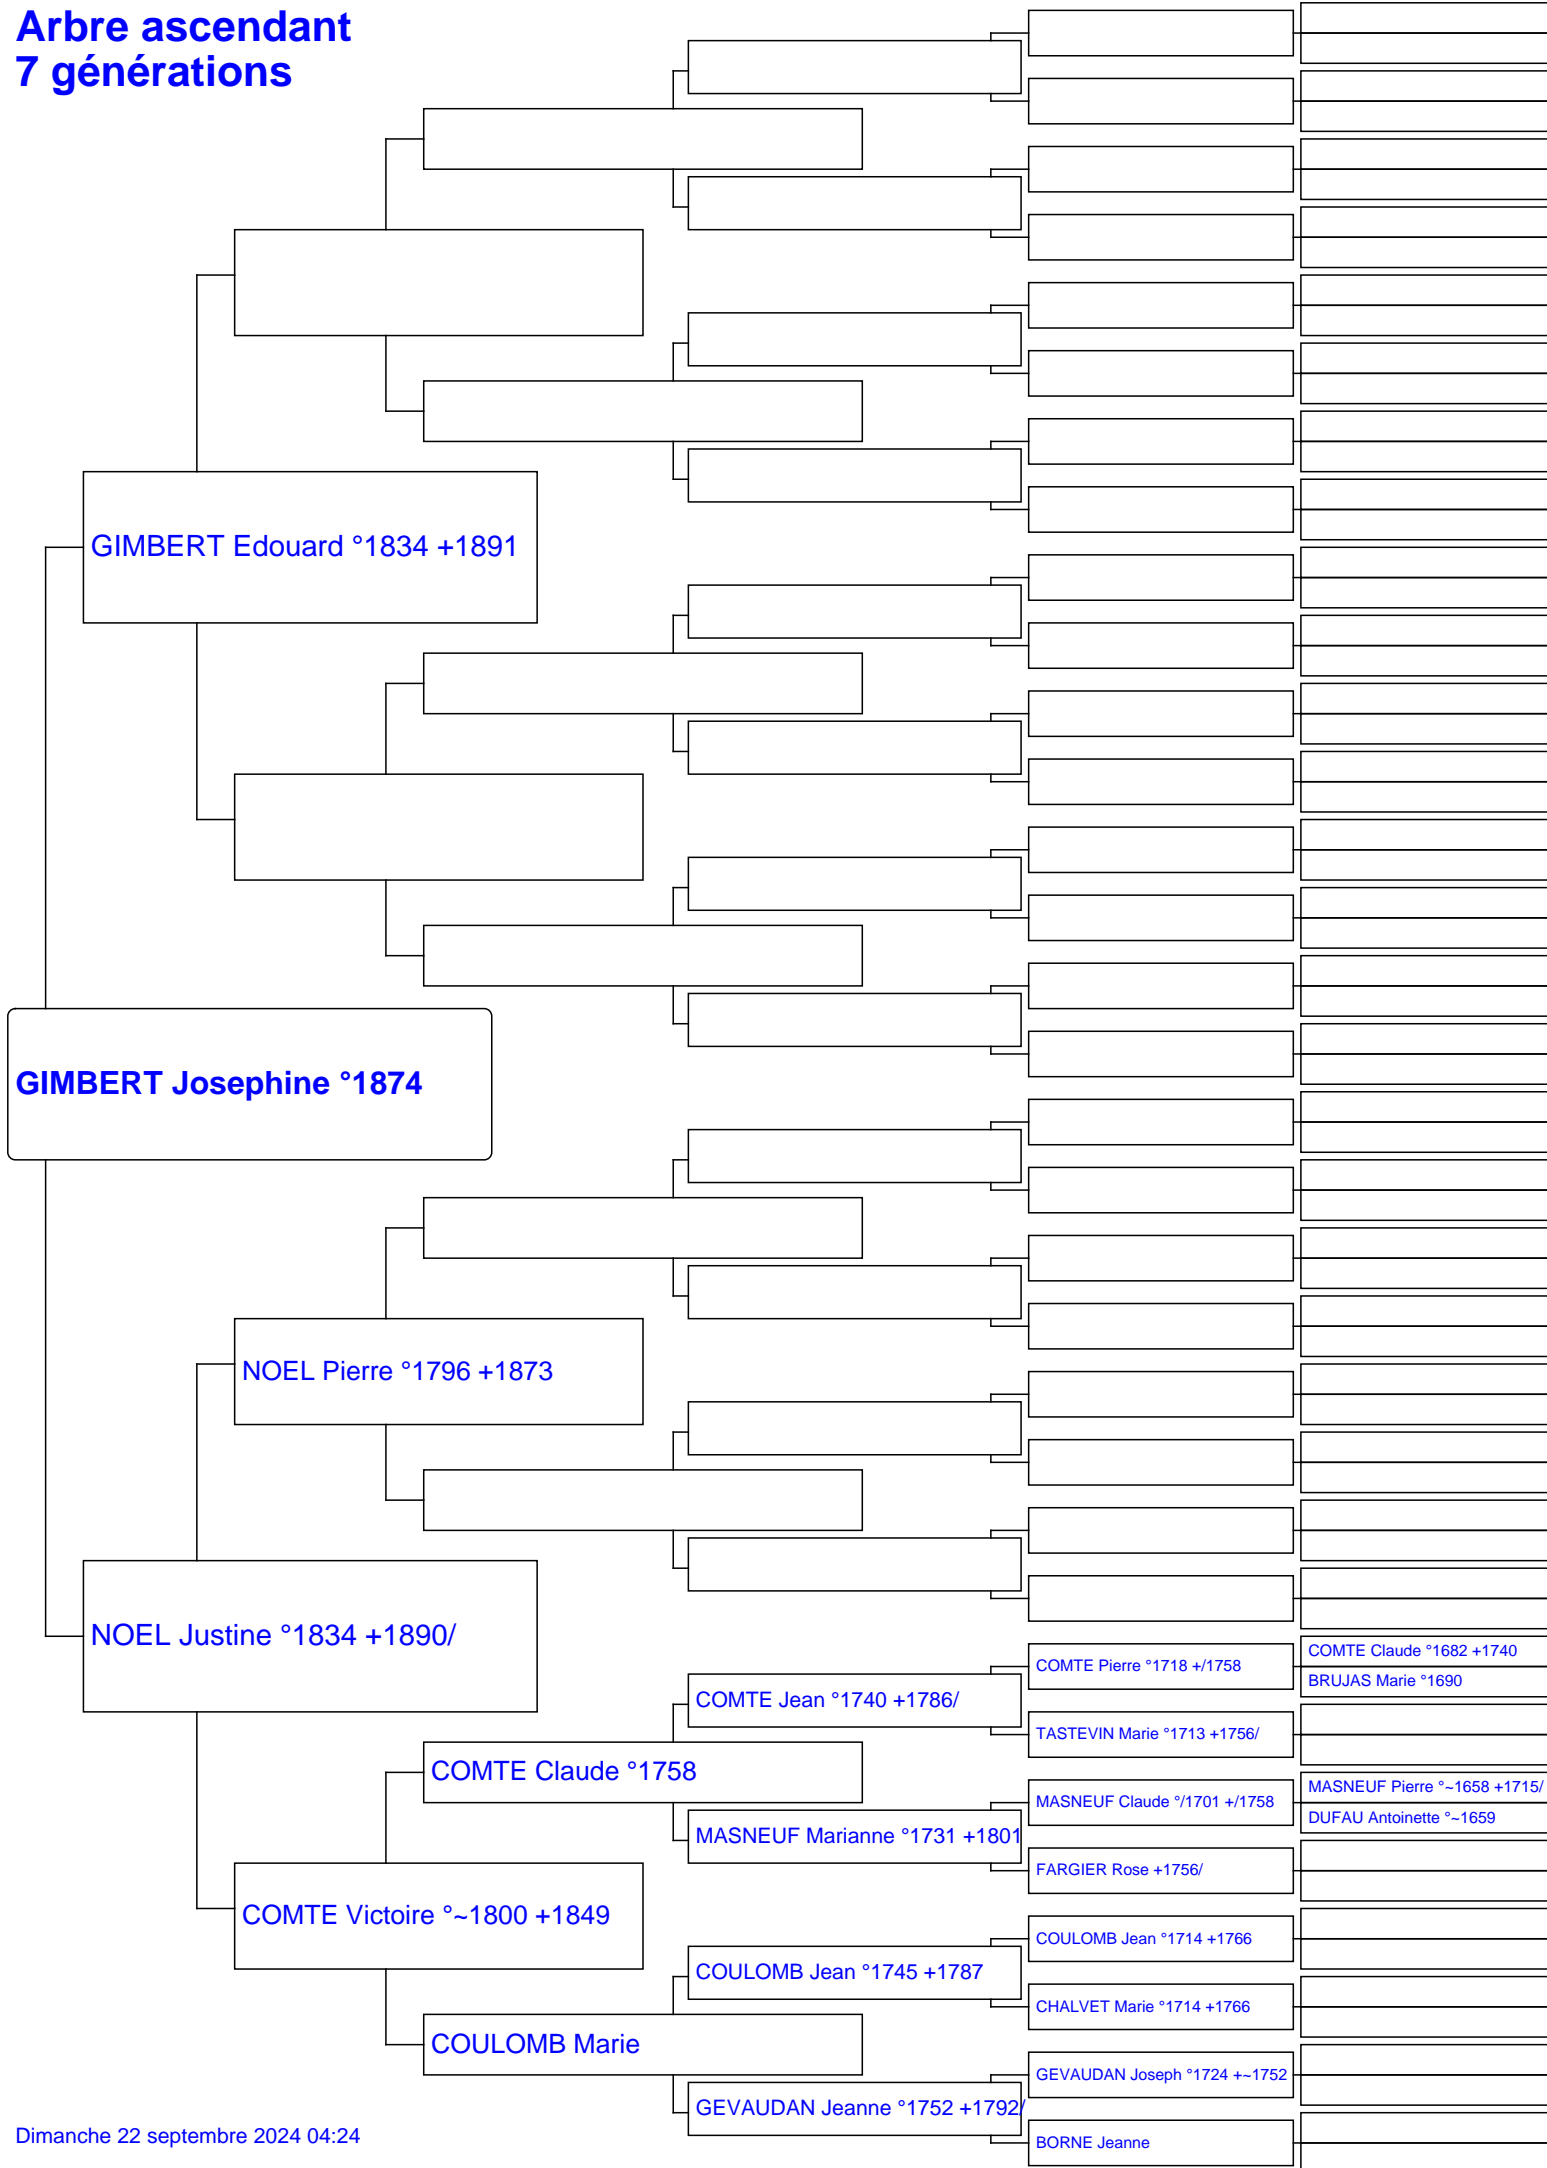 Arbre ascendant
7 générations
GIMBERT Edouard °1834 +1891
GIMBERT Josephine °1874
NOEL Pierre °1796 +1873
NOEL Justine °1834 +1890/
COMTE Claude °1682 +1740
COMTE Pierre °1718 +/1758
BRUJAS Marie °1690
COMTE Jean °1740 +1786/
TASTEVIN Marie °1713 +1756/
COMTE Claude °1758
MASNEUF Pierre °~1658 +1715/
MASNEUF Claude °/1701 +/1758
DUFAU Antoinette °~1659
MASNEUF Marianne °1731 +1801
FARGIER Rose +1756/
COMTE Victoire °~1800 +1849
COULOMB Jean °1714 +1766
COULOMB Jean °1745 +1787
CHALVET Marie °1714 +1766
COULOMB Marie
GEVAUDAN Joseph °1724 +~1752
GEVAUDAN Jeanne °1752 +1792/
BORNE Jeanne
Dimanche 22 septembre 2024 04:24